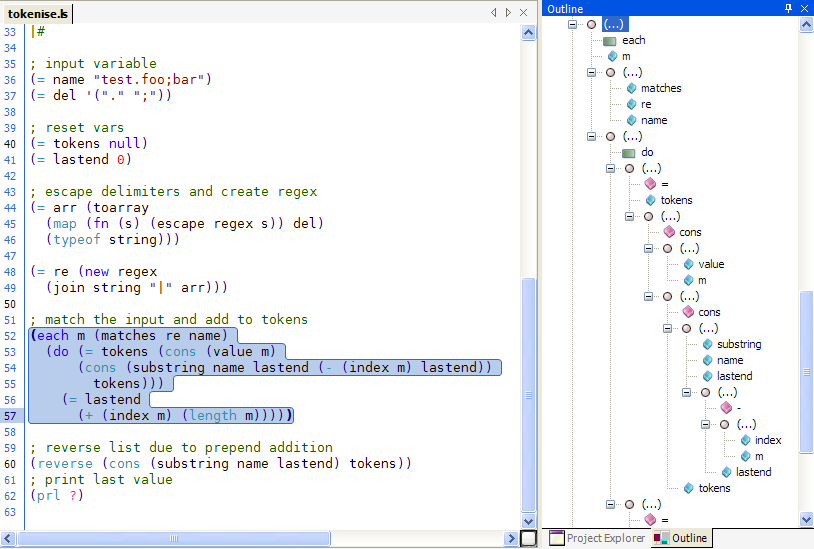 tokenise.ls
33 |#
34
35 ; input variable
36 (= name "test.foo;bar")
37 (= del '("." ";"))
38
39 ; reset vars
40 (= tokens null)
41 (= lastend 0)
42
43 ; escape delimiters and create regex
44 (= arr (toarray
45   (map (fn (s) (escape regex s)) del)
46   (typeof string)))
47
48 (= re (new regex
49   (join string "|" arr)))
50
51 ; match the input and add to tokens
52 (each m (matches re name)
53   (do (= tokens (cons (value m)
54       (cons (substring name lastend (- (index m) lastend))
55         tokens)))
56     (= lastend
57       (+ (index m) (length m)))))
58
59 ; reverse list due to prepend addition
60 (reverse (cons (substring name lastend) tokens))
61 ; print last value
62 (prl ?)
63
Outline
(...)
each
m
(...)
matches
re
name
(...)
do
(...)
=
tokens
(...)
cons
(...)
value
m
(...)
cons
(...)
substring
name
lastend
(...)
-
(...)
index
m
lastend
tokens
(...)
=
Project Explorer
Outline